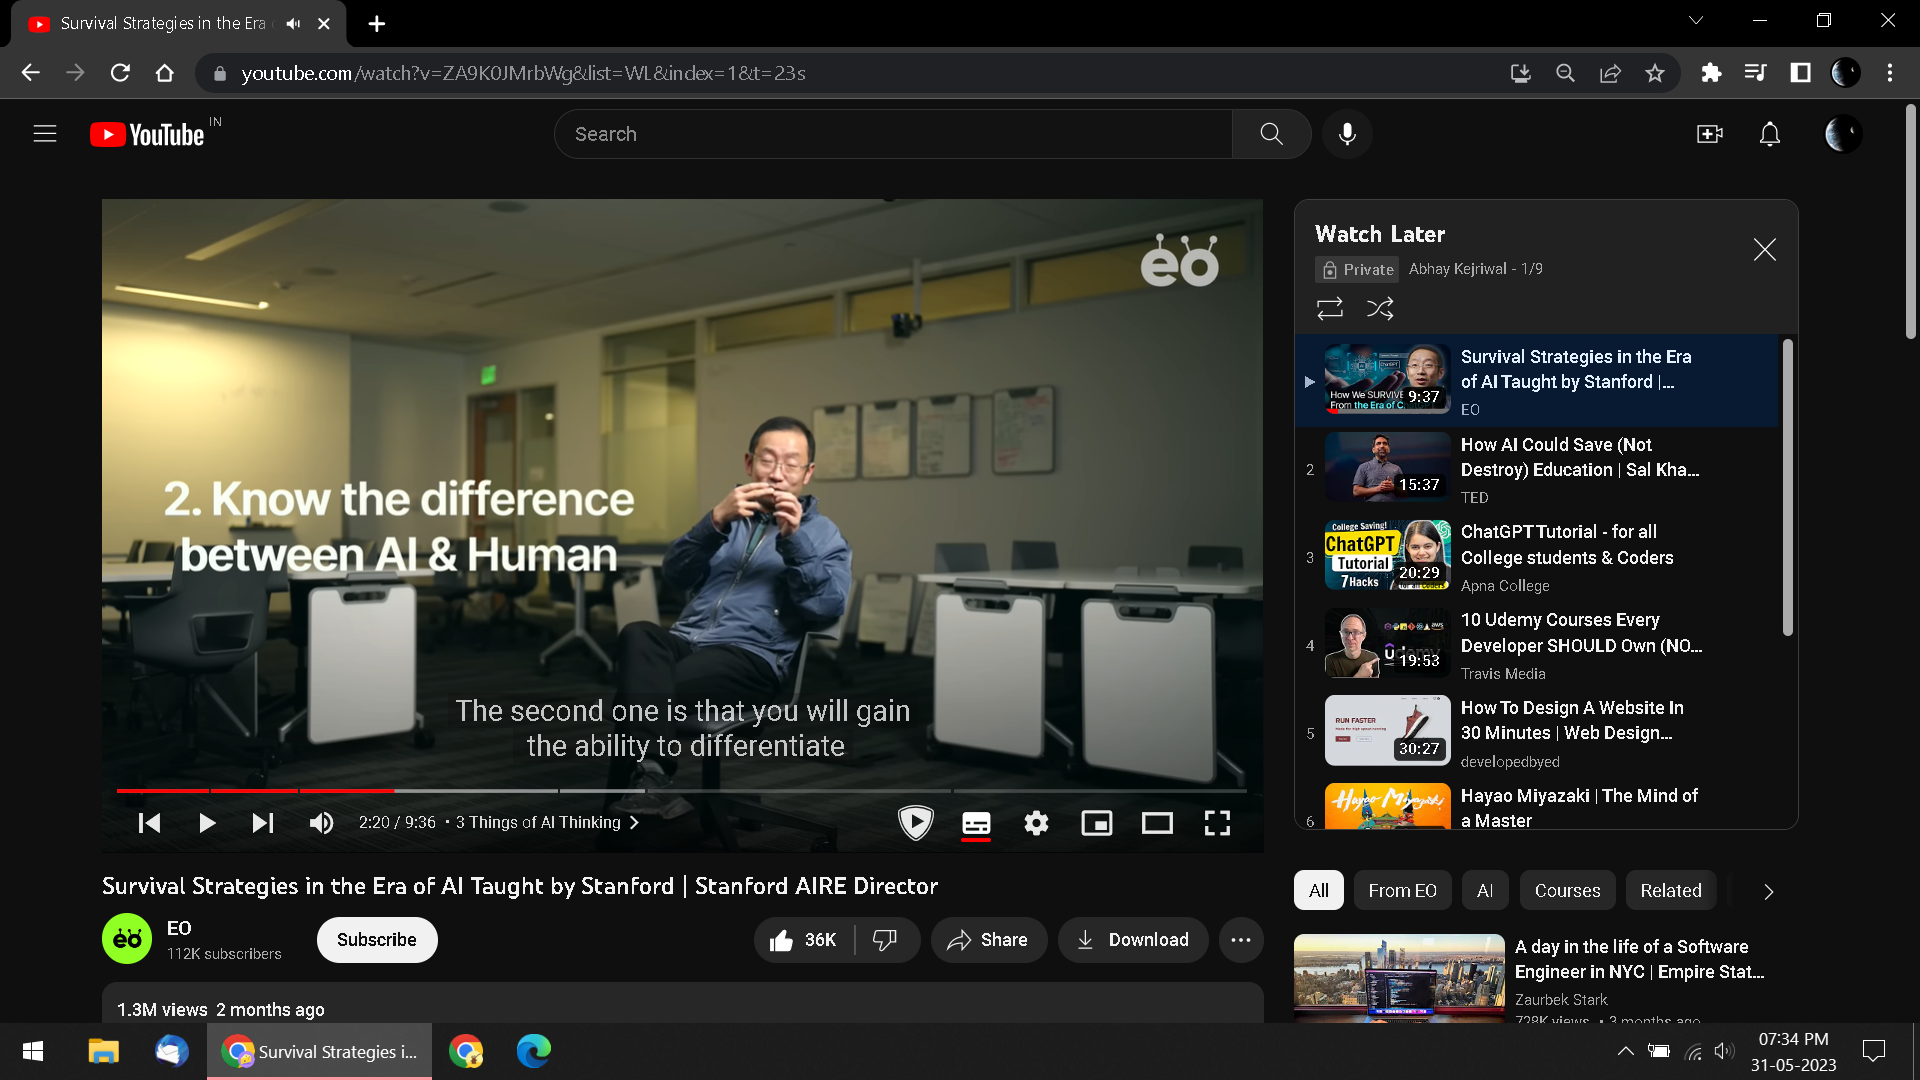 Survival Strategies in the Era
youtube.com/watch?v=ZA9K0JMrbWg&list=WL&index=1&t=23s
YouTube IN
Search
eo
2. Know the difference
between AI & Human
The second one is that you will gain
the ability to differentiate
2:20 / 9:36 • 3 Things of AI Thinking
Survival Strategies in the Era of AI Taught by Stanford | Stanford AIRE Director
eo
EO
112K subscribers
Subscribe
36K
Share
Download
1.3M views 2 months ago
Watch Later
Private
Abhay Kejriwal - 1/9
How We SURVIVE
From the Era of
9:37
Survival Strategies in the Era
of AI Taught by Stanford |...
EO
2
15:37
How AI Could Save (Not
Destroy) Education | Sal Kha...
TED
3
College Saving!
ChatGPT
Tutorial
7 Hacks
20:29
ChatGPT Tutorial - for all
College students & Coders
Apna College
4
aws
19:53
10 Udemy Courses Every
Developer SHOULD Own (NO...
Travis Media
5
RUN FASTER
30:27
How To Design A Website In
30 Minutes | Web Design...
developedbyed
6
Hayao Miyazaki
Hayao Miyazaki | The Mind of
a Master
All
From EO
AI
Courses
Related
A day in the life of a Software
Engineer in NYC | Empire Stat...
Zaurbek Stark
728K views • 3 months ago
Survival Strategies i...
07:34 PM
31-05-2023